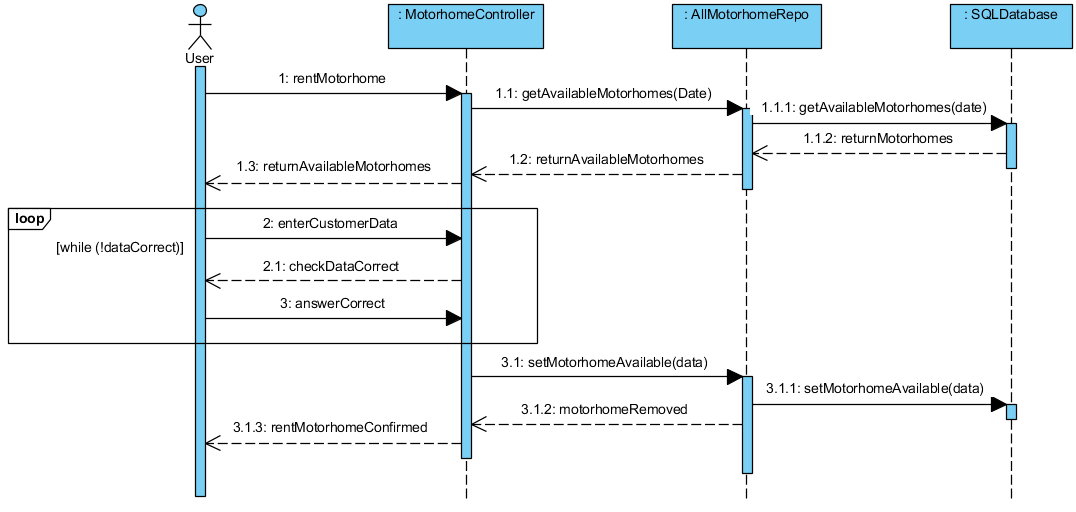 : MotorhomeController
: AllMotorhomeRepo
: SQLDatabase
User
1: rentMotorhome
1.1: getAvailableMotorhomes(Date)
1.1.1: getAvailableMotorhomes(date)
1.1.2: returnMotorhomes
1.2: returnAvailableMotorhomes
1.3: returnAvailableMotorhomes
loop
[while (!dataCorrect)]
2: enterCustomerData
2.1: checkDataCorrect
3: answerCorrect
3.1: setMotorhomeAvailable(data)
3.1.1: setMotorhomeAvailable(data)
3.1.2: motorhomeRemoved
3.1.3: rentMotorhomeConfirmed